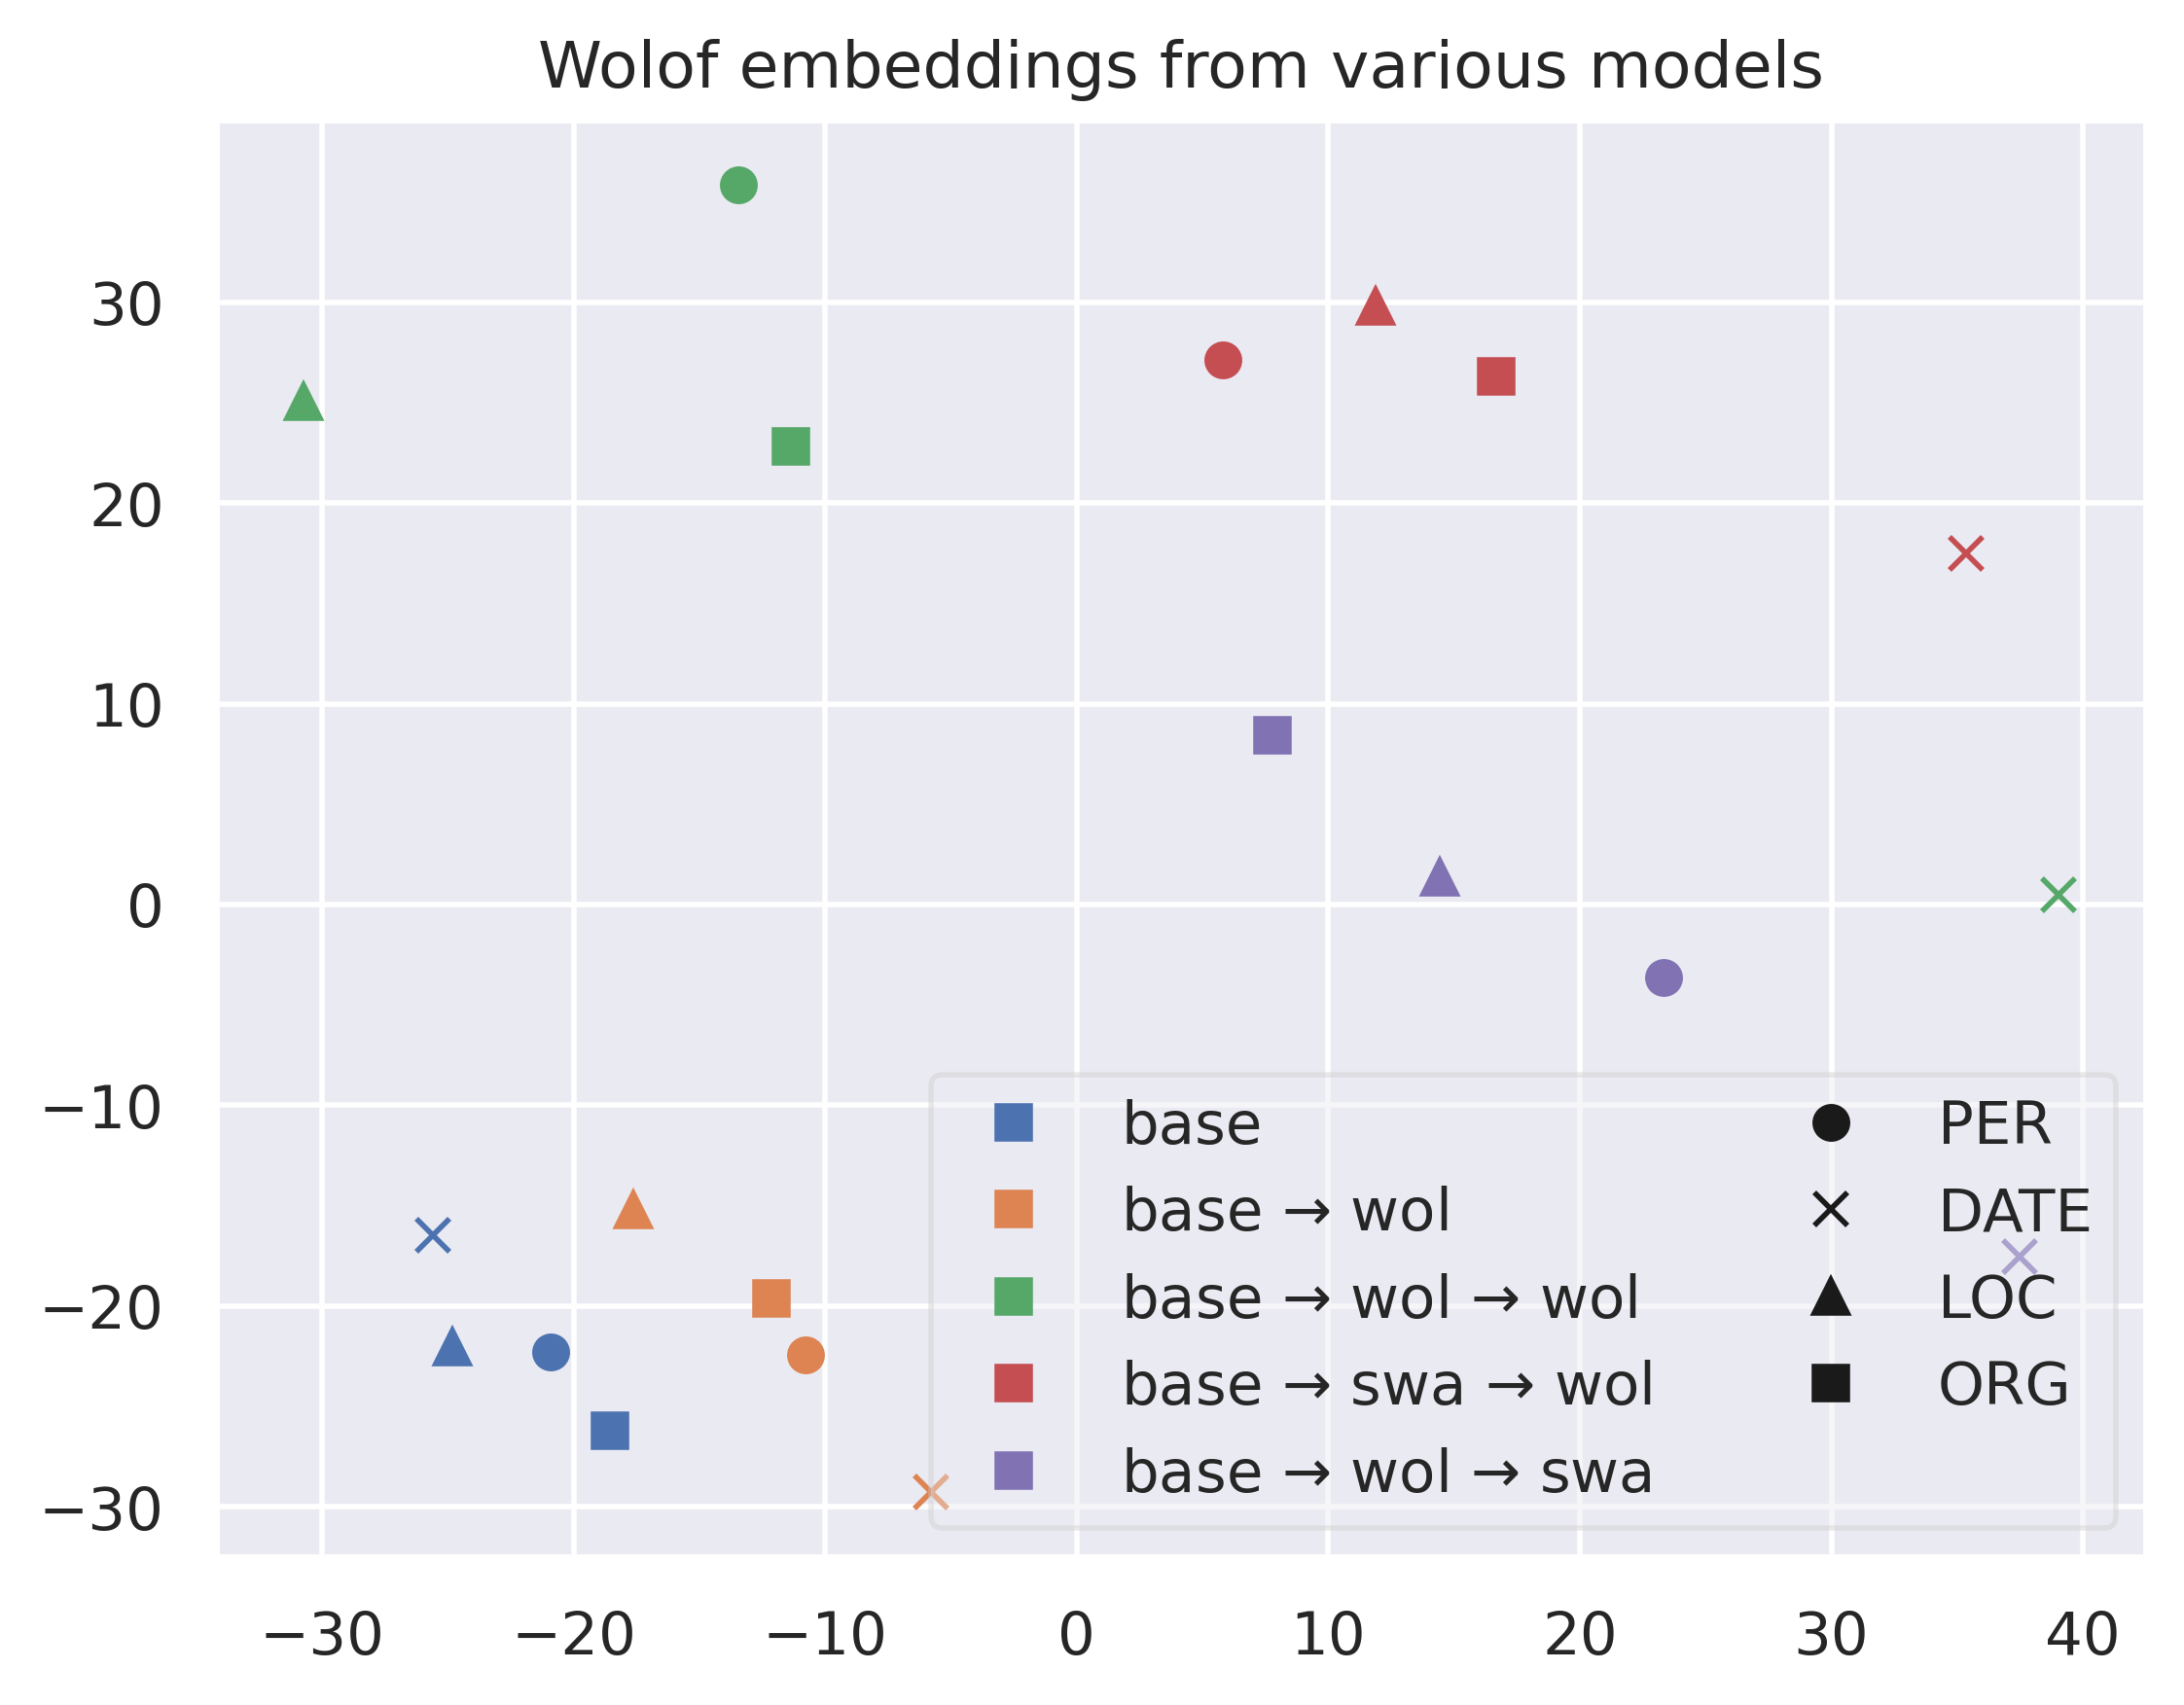 Wolof embeddings from various models
30
20
10
0
−10
−20
−30
base
base → wol
base → wol → wol
base → swa → wol
base → wol → swa
PER
DATE
LOC
ORG
−30 −20 −10 0 10 20 30 40